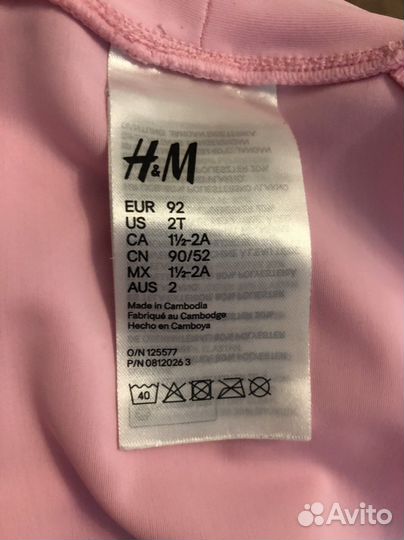 H&M
EUR 92
US 2T
CA 1½-2A
CN 90/52
MX 1½-2A
AUS 2
Made in Cambodia
Fabriqué au Cambodge
Hecho en Camboya
O/N 125577
P/N 0812026 3
40
Avito